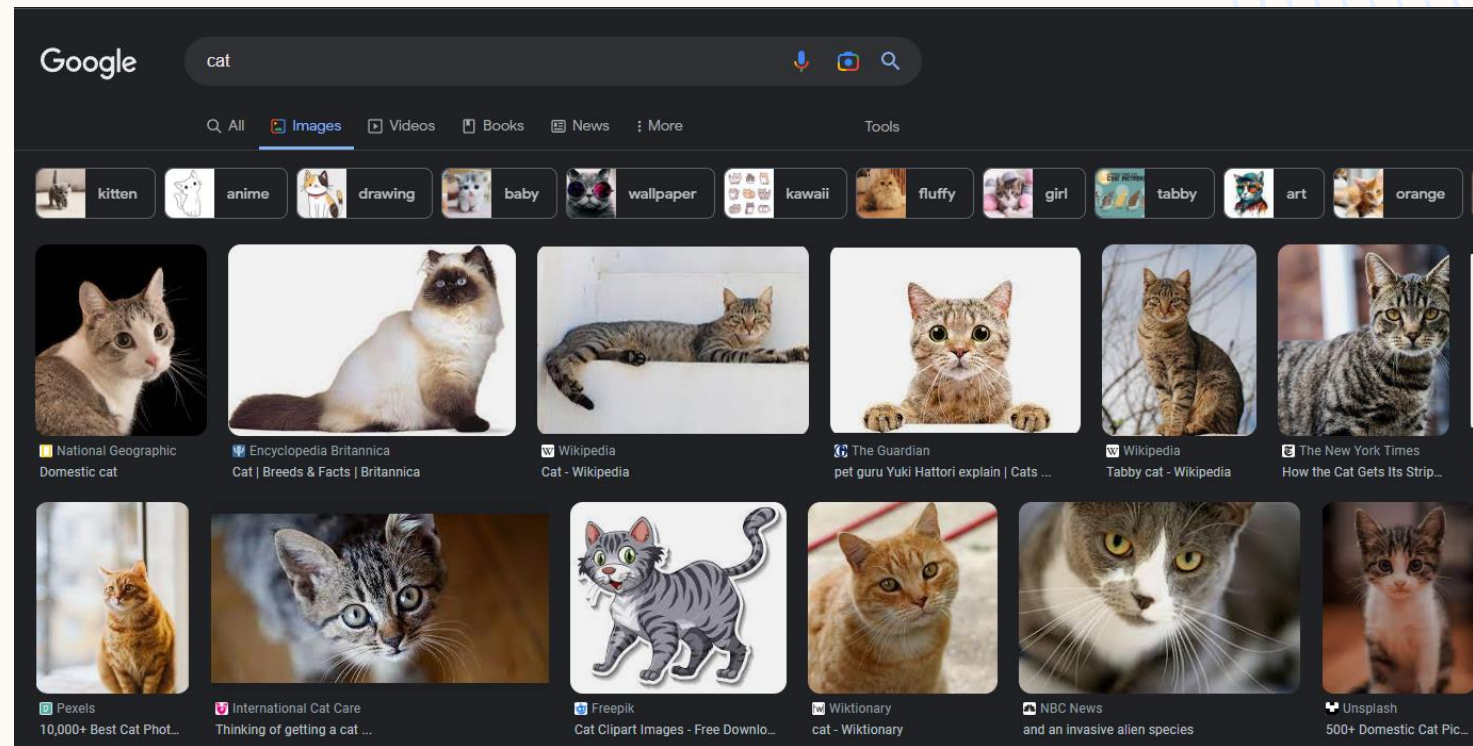 Google
cat
All Images Videos Books News More Tools
kitten anime drawing baby wallpaper kawaii fluffy girl tabby art orange
National Geographic
Domestic cat
Encyclopedia Britannica
Cat | Breeds & Facts | Britannica
Wikipedia
Cat - Wikipedia
The Guardian
pet guru Yuki Hattori explain | Cats ...
Wikipedia
Tabby cat - Wikipedia
The New York Times
How the Cat Gets Its Strip...
Pexels
10,000+ Best Cat Phot...
International Cat Care
Thinking of getting a cat ...
Freepik
Cat Clipart Images - Free Downlo...
Wiktionary
cat - Wiktionary
NBC News
and an invasive alien species
Unsplash
500+ Domestic Cat Pic...